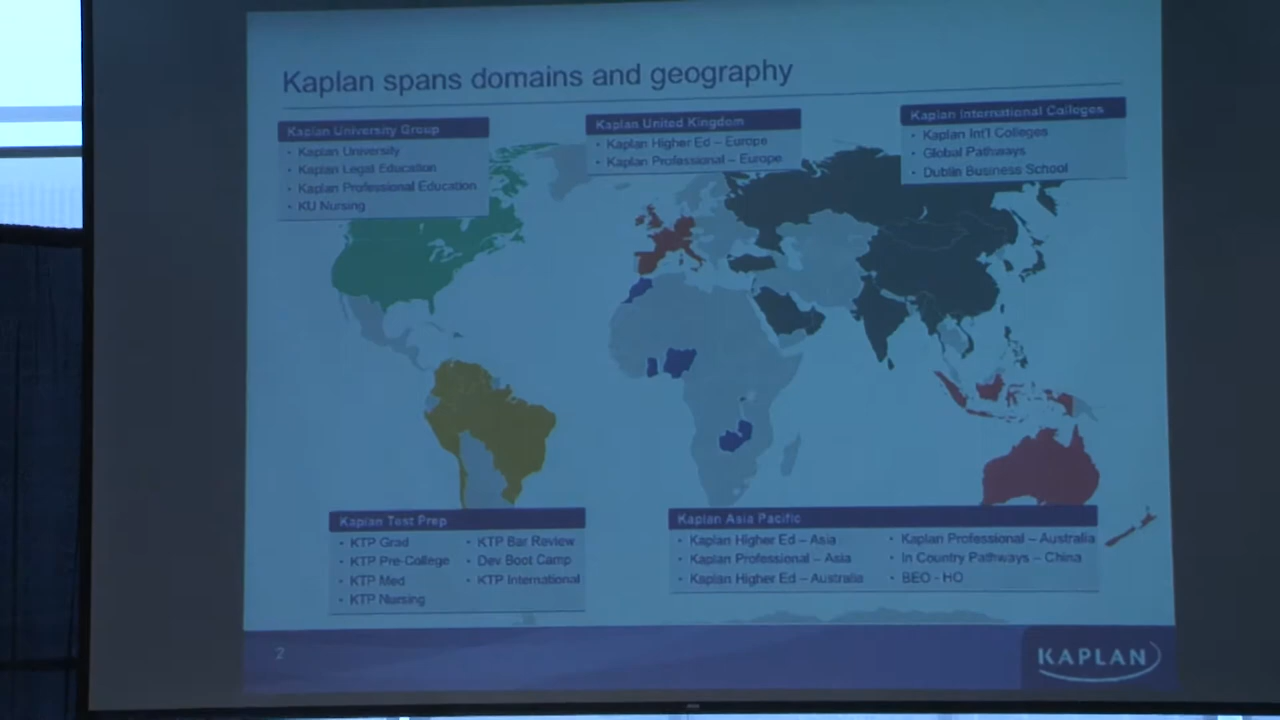 Kaplan spans domains and geography
Kaplan University Group
• Kaplan University
• Kaplan Legal Education
• Kaplan Professional Education
• KU Nursing
Kaplan United Kingdom
• Kaplan Higher Ed – Europe
• Kaplan Professional – Europe
Kaplan International Colleges
• Kaplan Int'l Colleges
• Global Pathways
• Dublin Business School
Kaplan Test Prep
• KTP Grad
• KTP Pre-College
• KTP Med
• KTP Nursing
• KTP Bar Review
• Dev Boot Camp
• KTP International
Kaplan Asia Pacific
• Kaplan Higher Ed – Asia
• Kaplan Professional – Asia
• Kaplan Higher Ed – Australia
• Kaplan Professional – Australia
• In Country Pathways – China
• BEO - HO
2
KAPLAN